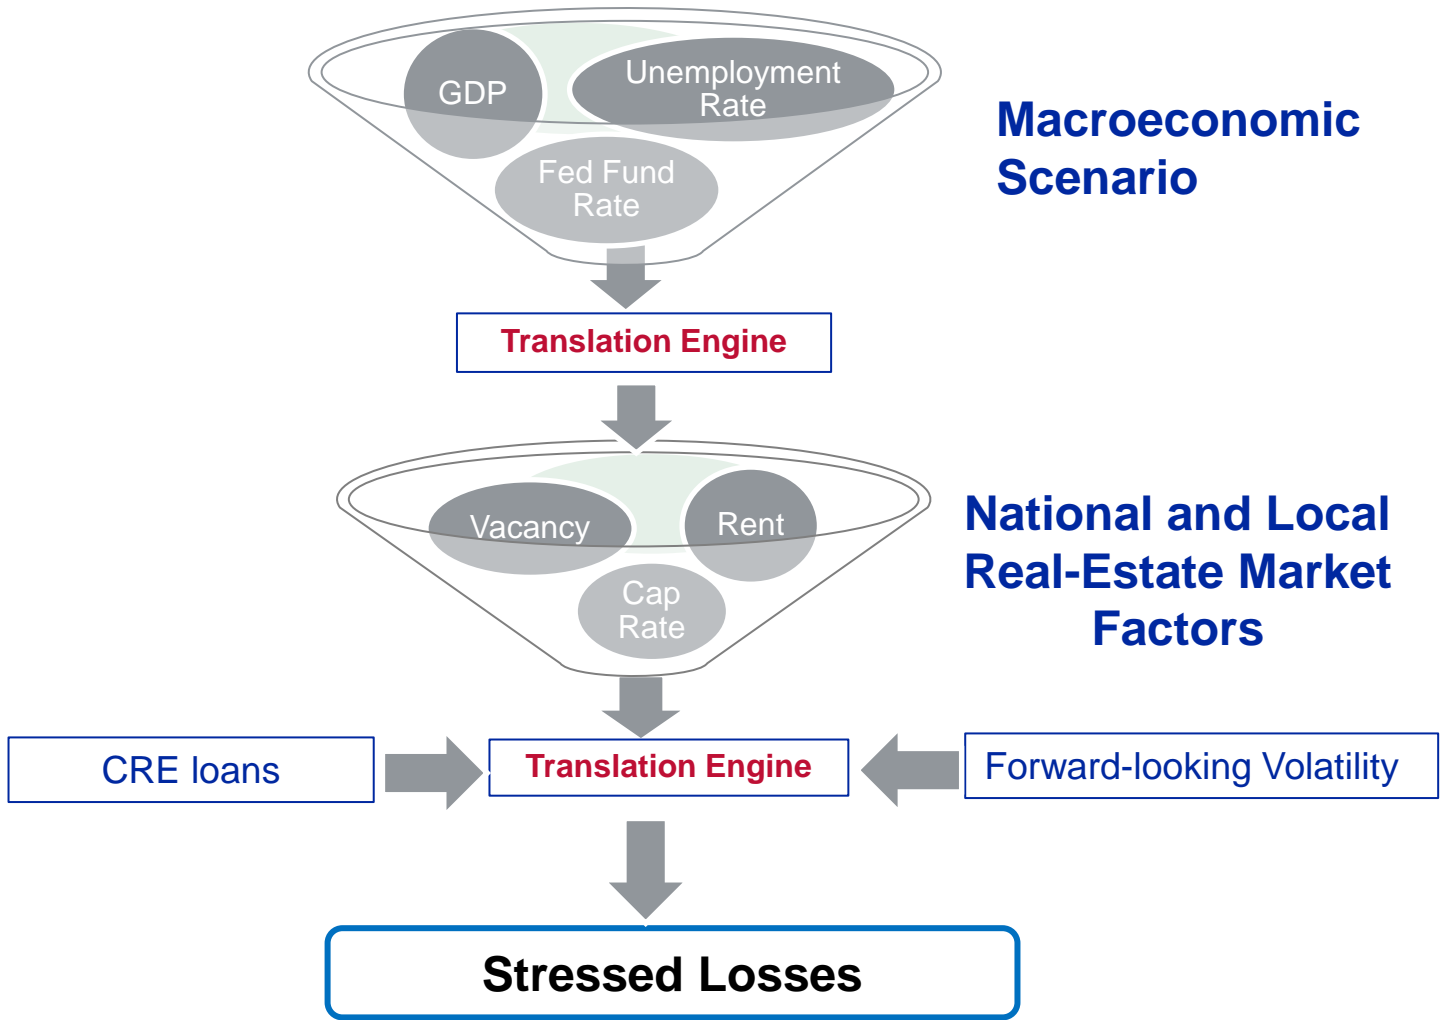 GDP
Unemployment
Rate
Fed Fund
Rate
Macroeconomic
Scenario
Translation Engine
Vacancy
Rent
Cap
Rate
National and Local
Real-Estate Market
Factors
CRE loans
Translation Engine
Forward-looking Volatility
Stressed Losses